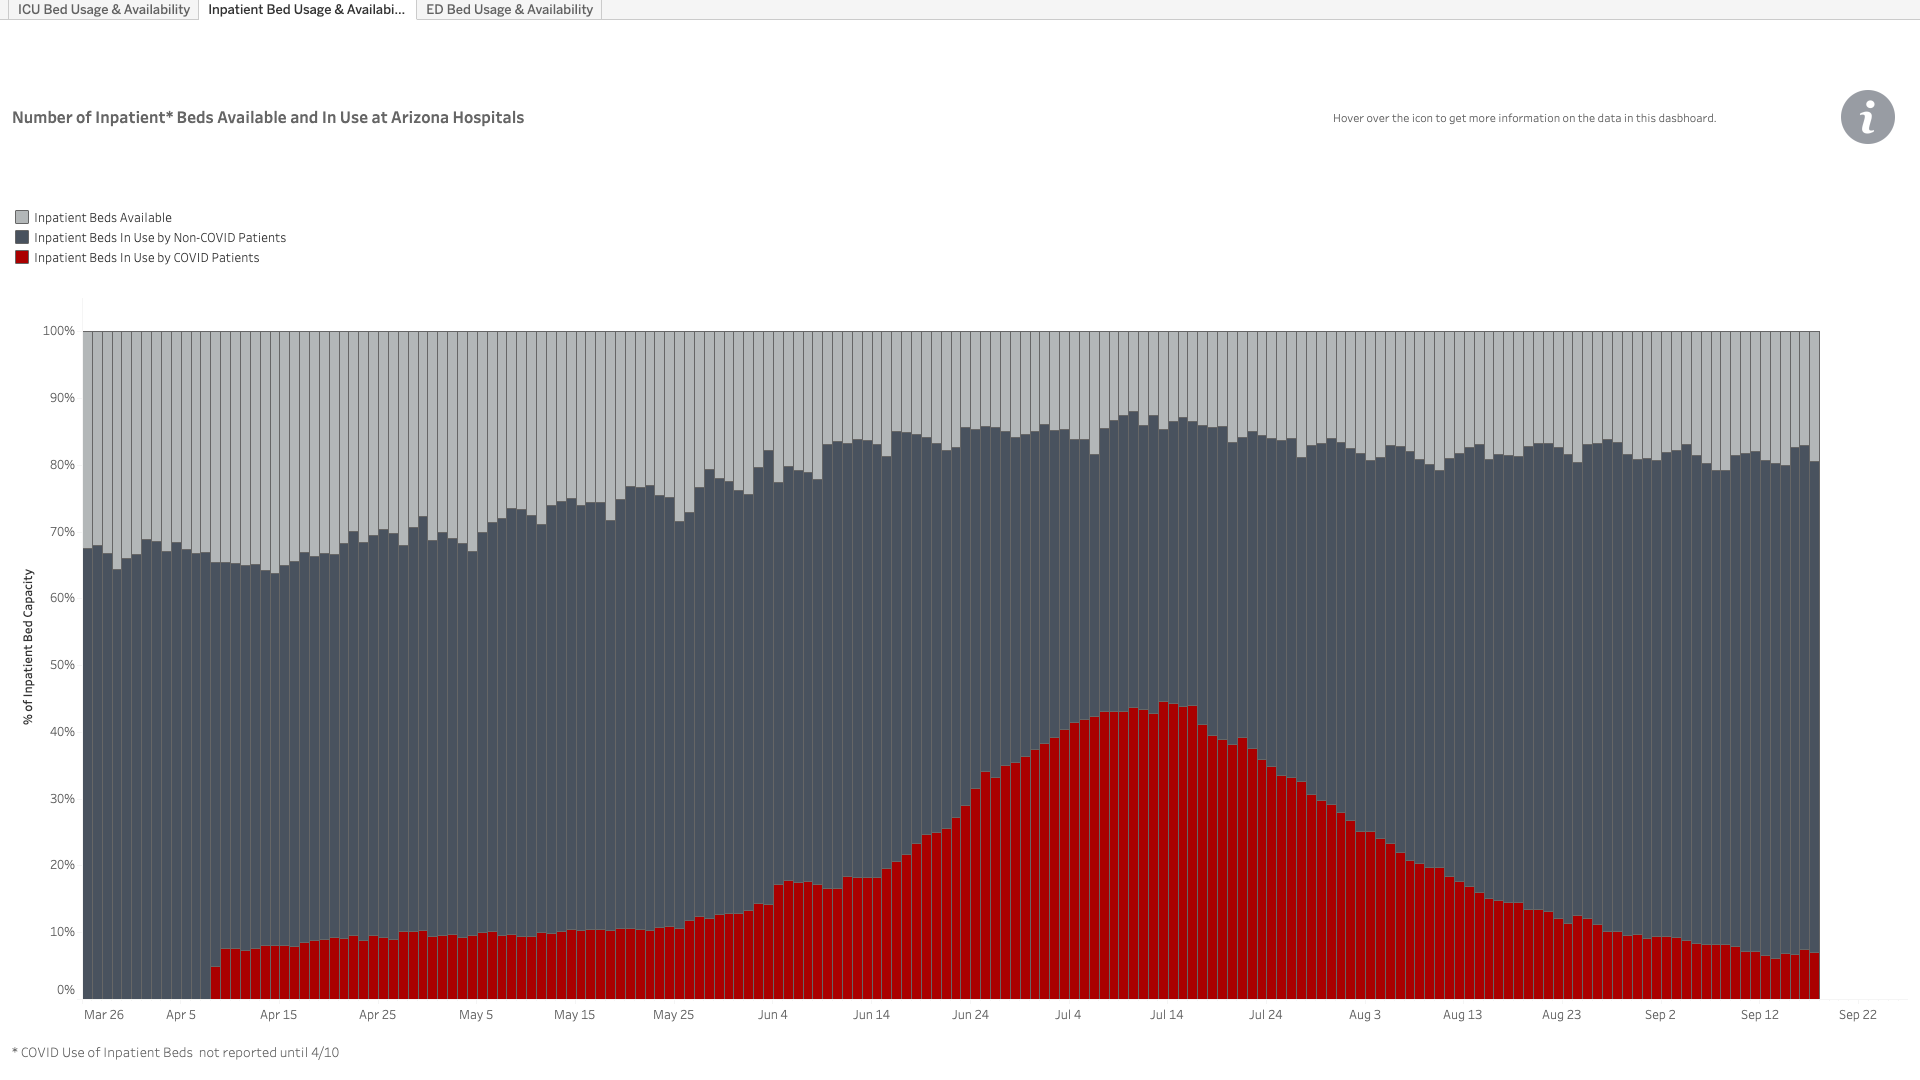 ICU Bed Usage & Availability
Inpatient Bed Usage & Availabi...
ED Bed Usage & Availability
Number of Inpatient* Beds Available and In Use at Arizona Hospitals
Hover over the icon to get more information on the data in this dasbhoard.
i
Inpatient Beds Available
Inpatient Beds In Use by Non-COVID Patients
Inpatient Beds In Use by COVID Patients
% of Inpatient Bed Capacity
100%
90%
80%
70%
60%
50%
40%
30%
20%
10%
0%
Mar 26
Apr 5
Apr 15
Apr 25
May 5
May 15
May 25
Jun 4
Jun 14
Jun 24
Jul 4
Jul 14
Jul 24
Aug 3
Aug 13
Aug 23
Sep 2
Sep 12
Sep 22
* COVID Use of Inpatient Beds  not reported until 4/10